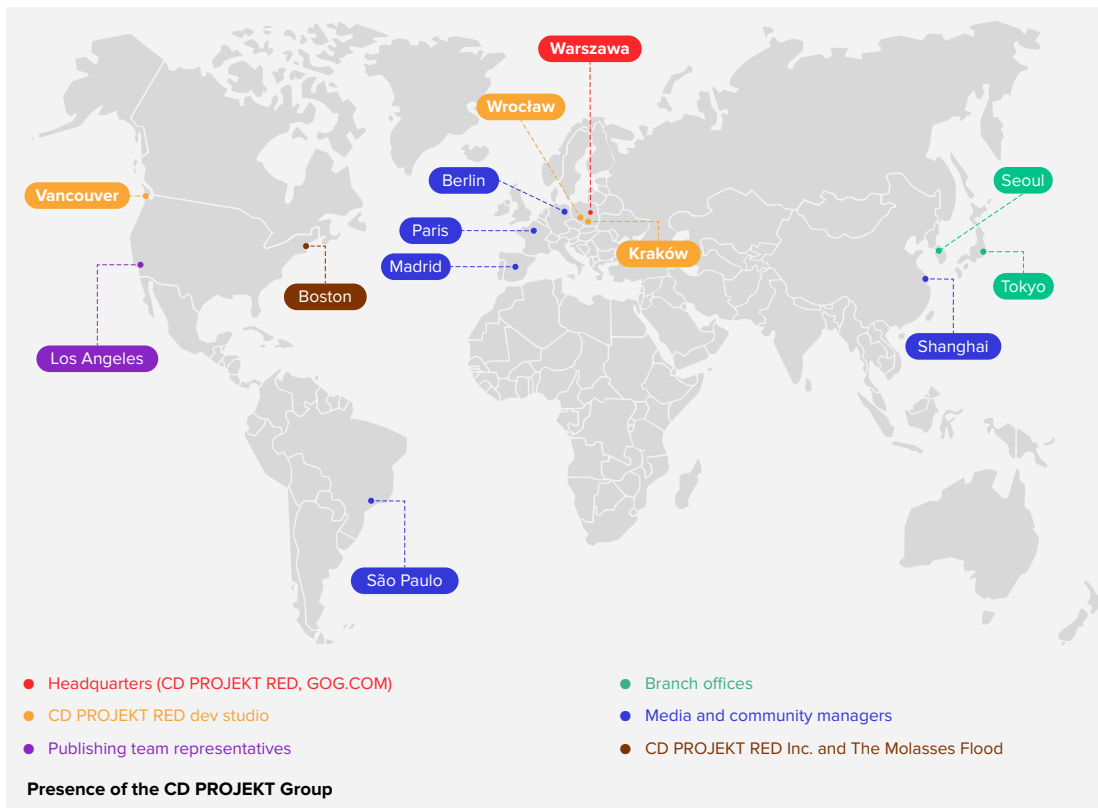 Warszawa
Wrocław
Berlin
Seoul
Vancouver
Paris
Kraków
Madrid
Tokyo
Boston
Shanghai
Los Angeles
São Paulo
Headquarters (CD PROJEKT RED, GOG.COM)
CD PROJEKT RED dev studio
Publishing team representatives
Branch offices
Media and community managers
CD PROJEKT RED Inc. and The Molasses Flood
Presence of the CD PROJEKT Group